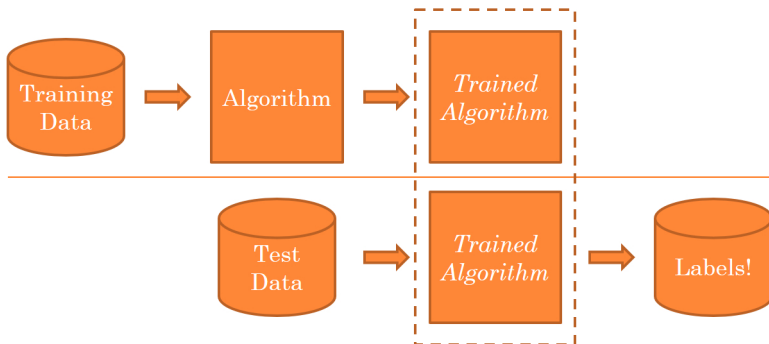 Training
Data
Algorithm
Trained
Algorithm
Test
Data
Trained
Algorithm
Labels!